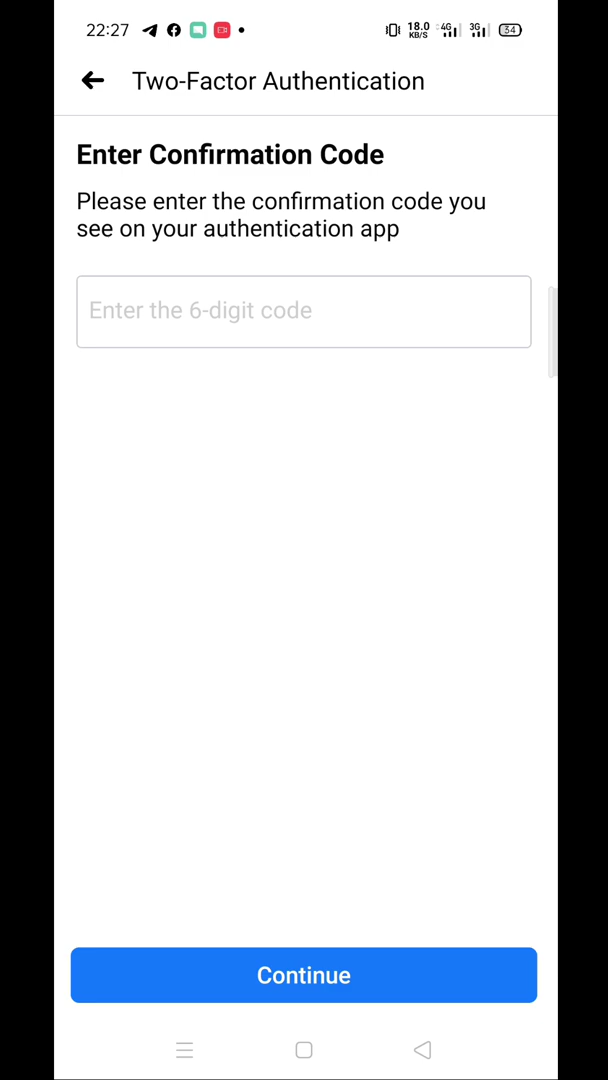 22:27 18.0 KB/S 4G 3G 34
Two-Factor Authentication
Enter Confirmation Code
Please enter the confirmation code you
see on your authentication app
Enter the 6-digit code
Continue